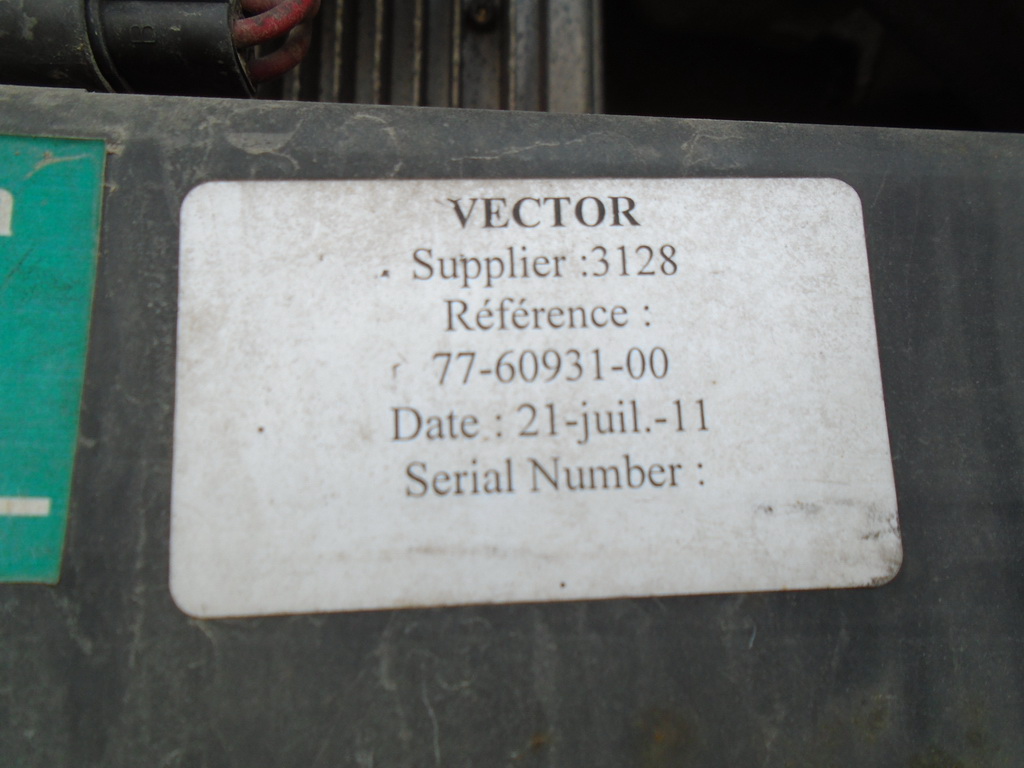 VECTOR
Supplier :3128
Référence :
77-60931-00
Date : 21-juil.-11
Serial Number :
B